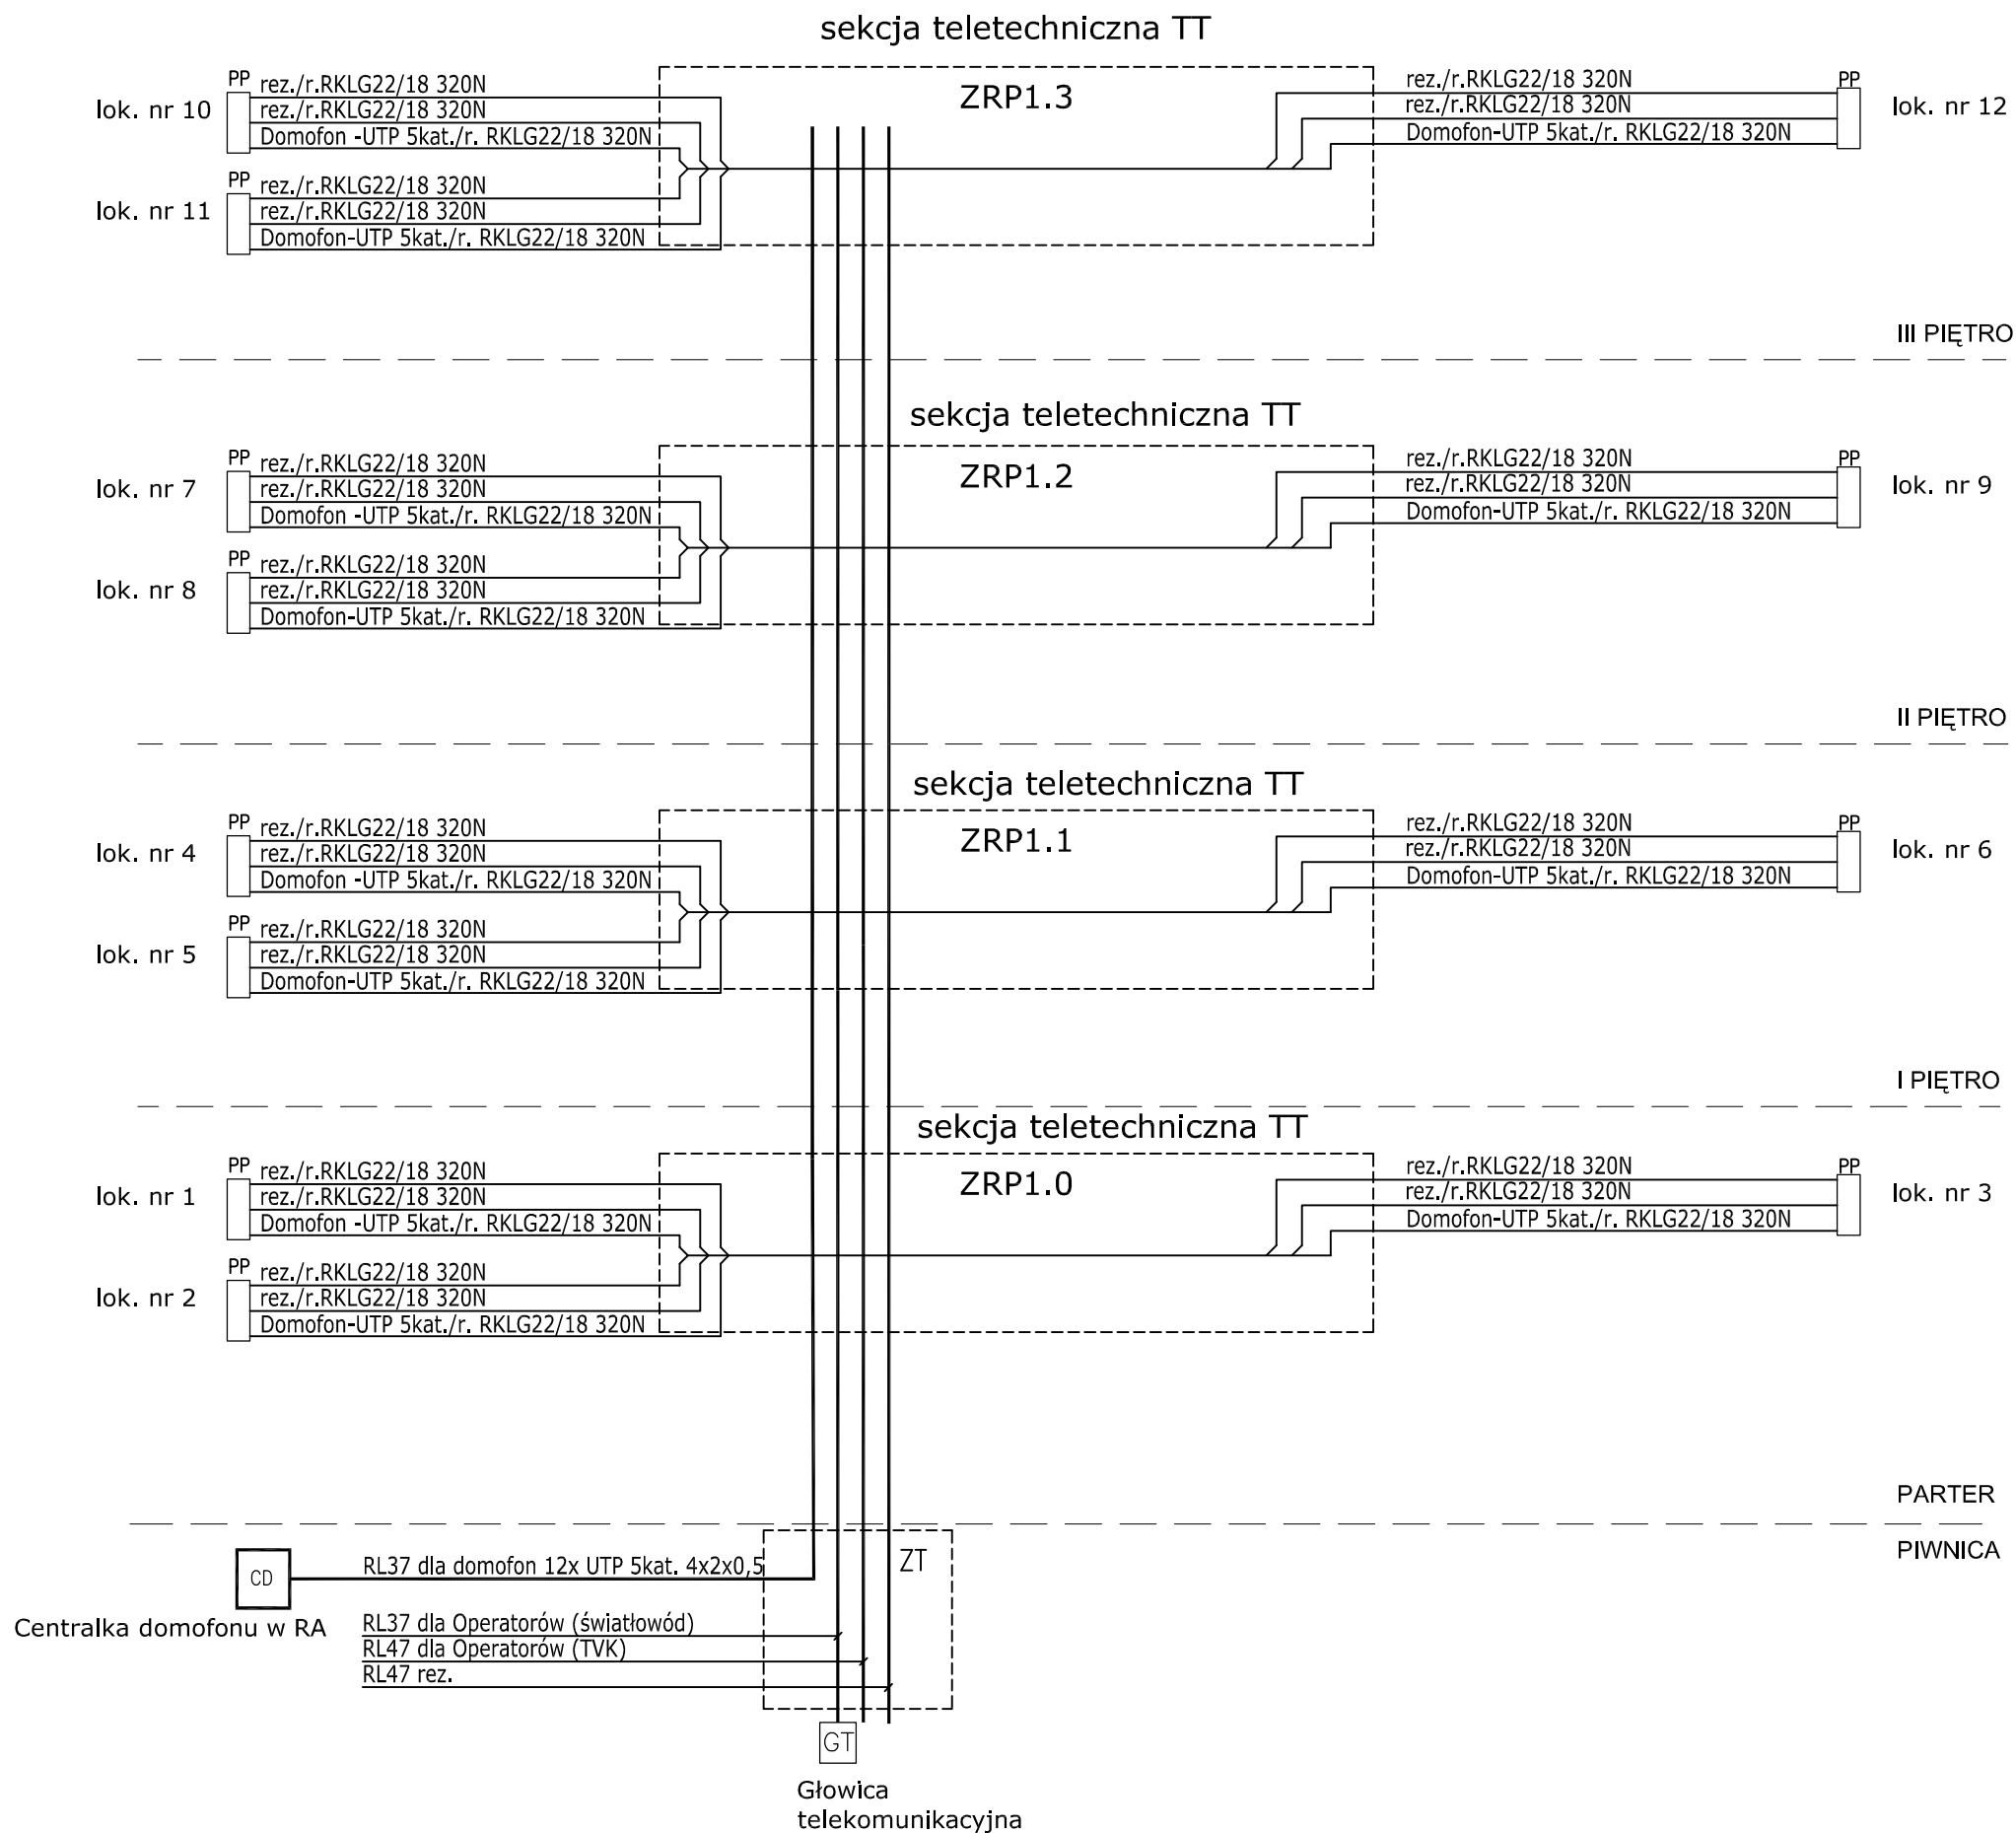 sekcja teletechniczna TT
PP
rez./r.RKLG22/18 320N
lok. nr 10
rez./r.RKLG22/18 320N
Domofon -UTP 5kat./r. RKLG22/18 320N
PP
rez./r.RKLG22/18 320N
lok. nr 11
rez./r.RKLG22/18 320N
Domofon-UTP 5kat./r. RKLG22/18 320N
ZRP1.3
rez./r.RKLG22/18 320N
PP
rez./r.RKLG22/18 320N
lok. nr 12
Domofon-UTP 5kat./r. RKLG22/18 320N
III PIĘTRO
sekcja teletechniczna TT
PP
rez./r.RKLG22/18 320N
lok. nr 7
rez./r.RKLG22/18 320N
Domofon -UTP 5kat./r. RKLG22/18 320N
PP
rez./r.RKLG22/18 320N
lok. nr 8
rez./r.RKLG22/18 320N
Domofon-UTP 5kat./r. RKLG22/18 320N
ZRP1.2
rez./r.RKLG22/18 320N
PP
rez./r.RKLG22/18 320N
lok. nr 9
Domofon-UTP 5kat./r. RKLG22/18 320N
II PIĘTRO
sekcja teletechniczna TT
PP
rez./r.RKLG22/18 320N
lok. nr 4
rez./r.RKLG22/18 320N
Domofon -UTP 5kat./r. RKLG22/18 320N
PP
rez./r.RKLG22/18 320N
lok. nr 5
rez./r.RKLG22/18 320N
Domofon-UTP 5kat./r. RKLG22/18 320N
ZRP1.1
rez./r.RKLG22/18 320N
PP
rez./r.RKLG22/18 320N
lok. nr 6
Domofon-UTP 5kat./r. RKLG22/18 320N
I PIĘTRO
sekcja teletechniczna TT
PP
rez./r.RKLG22/18 320N
lok. nr 1
rez./r.RKLG22/18 320N
Domofon -UTP 5kat./r. RKLG22/18 320N
PP
rez./r.RKLG22/18 320N
lok. nr 2
rez./r.RKLG22/18 320N
Domofon-UTP 5kat./r. RKLG22/18 320N
ZRP1.0
rez./r.RKLG22/18 320N
PP
rez./r.RKLG22/18 320N
lok. nr 3
Domofon-UTP 5kat./r. RKLG22/18 320N
PARTER
PIWNICA
ZT
CD
RL37 dla domofon 12x UTP 5kat. 4x2x0,5
Centralka domofonu w RA
RL37 dla Operatorów (światłowód)
RL47 dla Operatorów (TVK)
RL47 rez.
GT
Głowica
telekomunikacyjna